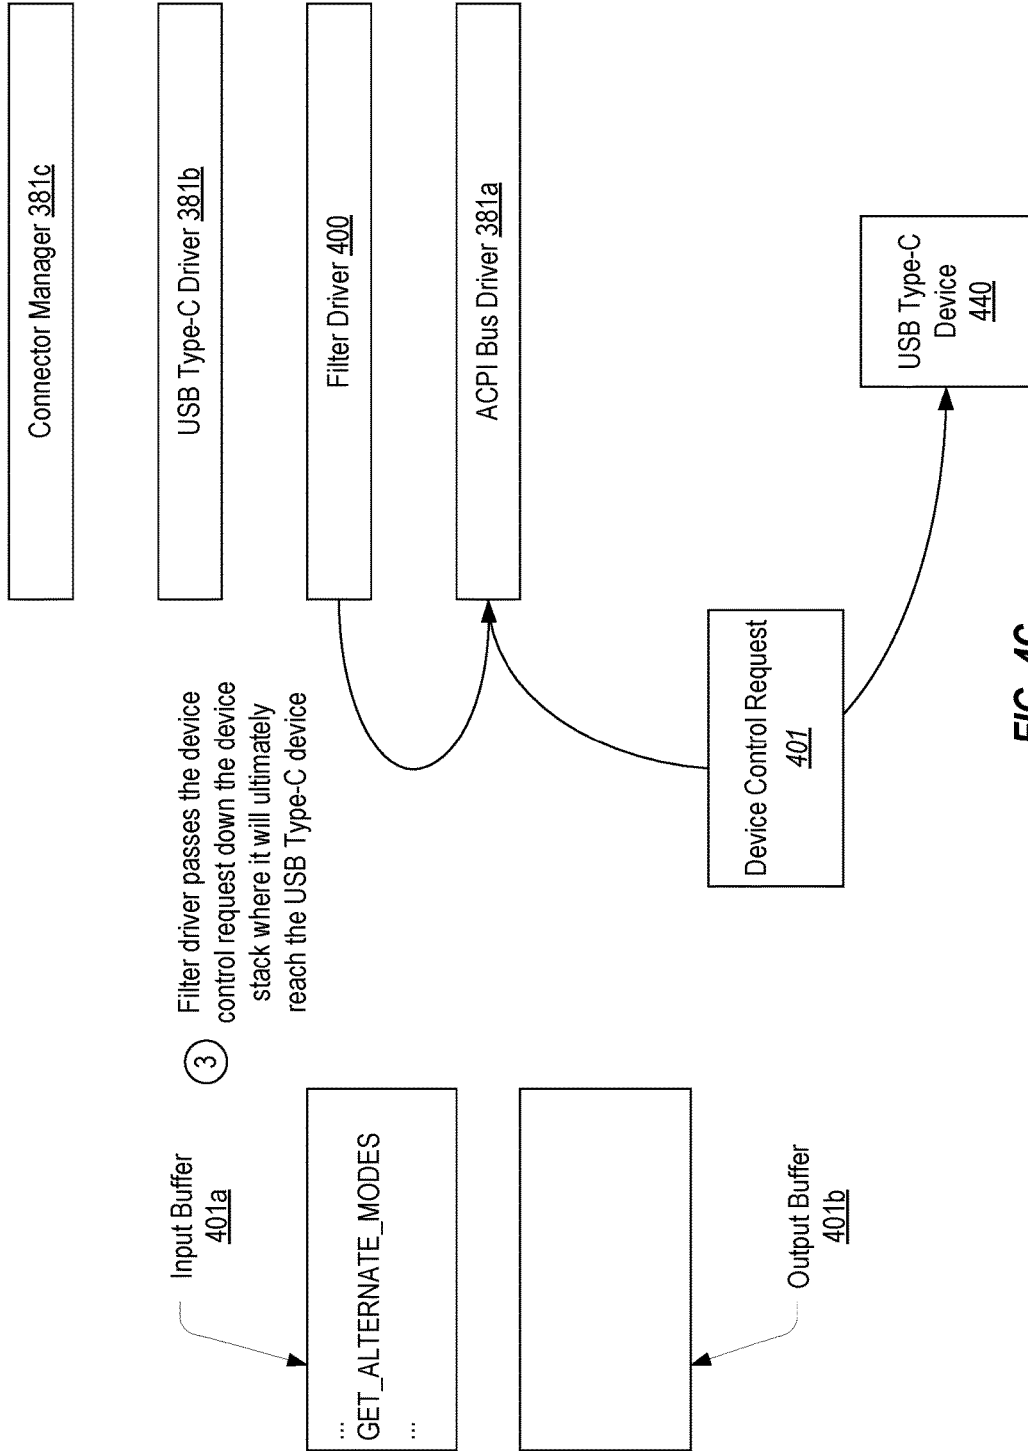 Input Buffer
401a
...
GET_ALTERNATE_MODES
...
Output Buffer
401b
3
Filter driver passes the device
control request down the device
stack where it will ultimately
reach the USB Type-C device
Connector Manager 381c
USB Type-C Driver 381b
Filter Driver 400
ACPI Bus Driver 381a
Device Control Request
401
USB Type-C
Device
440
FIG. 4C